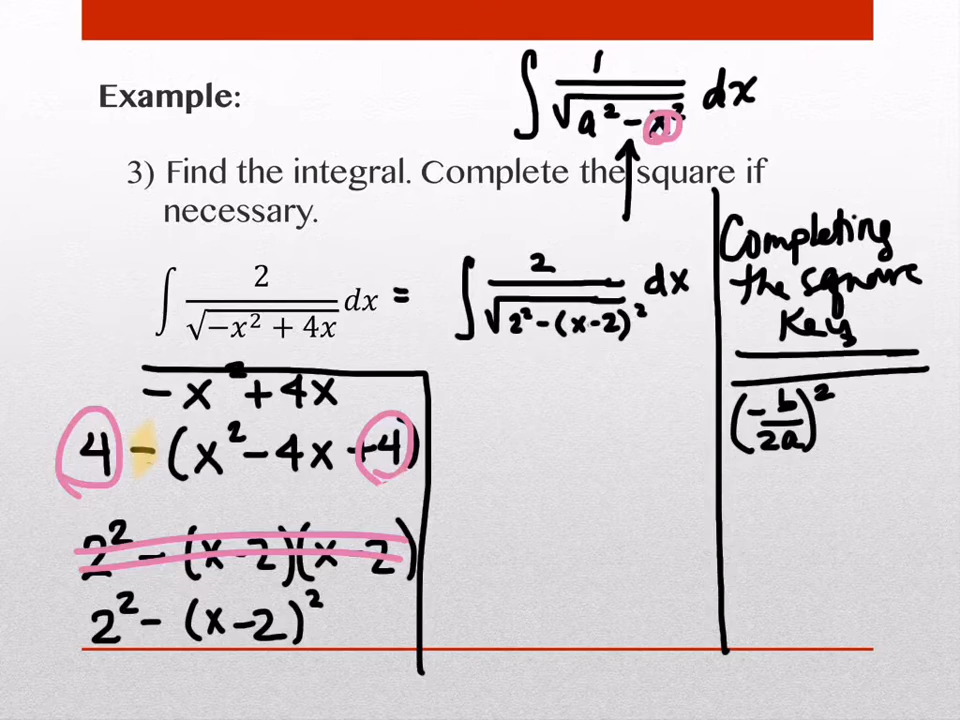 Example:
∫ 1/√(a² − x²) dx
3) Find the integral. Complete the square if
necessary.
∫ 2/√(−x² + 4x) dx = ∫ 2/√(2² − (x−2)²) dx
Completing
the square
Key
(−b/2a)²
−x² + 4x
4 − (x² − 4x + 4)
2² − (x−2)(x−2)
2² − (x−2)²